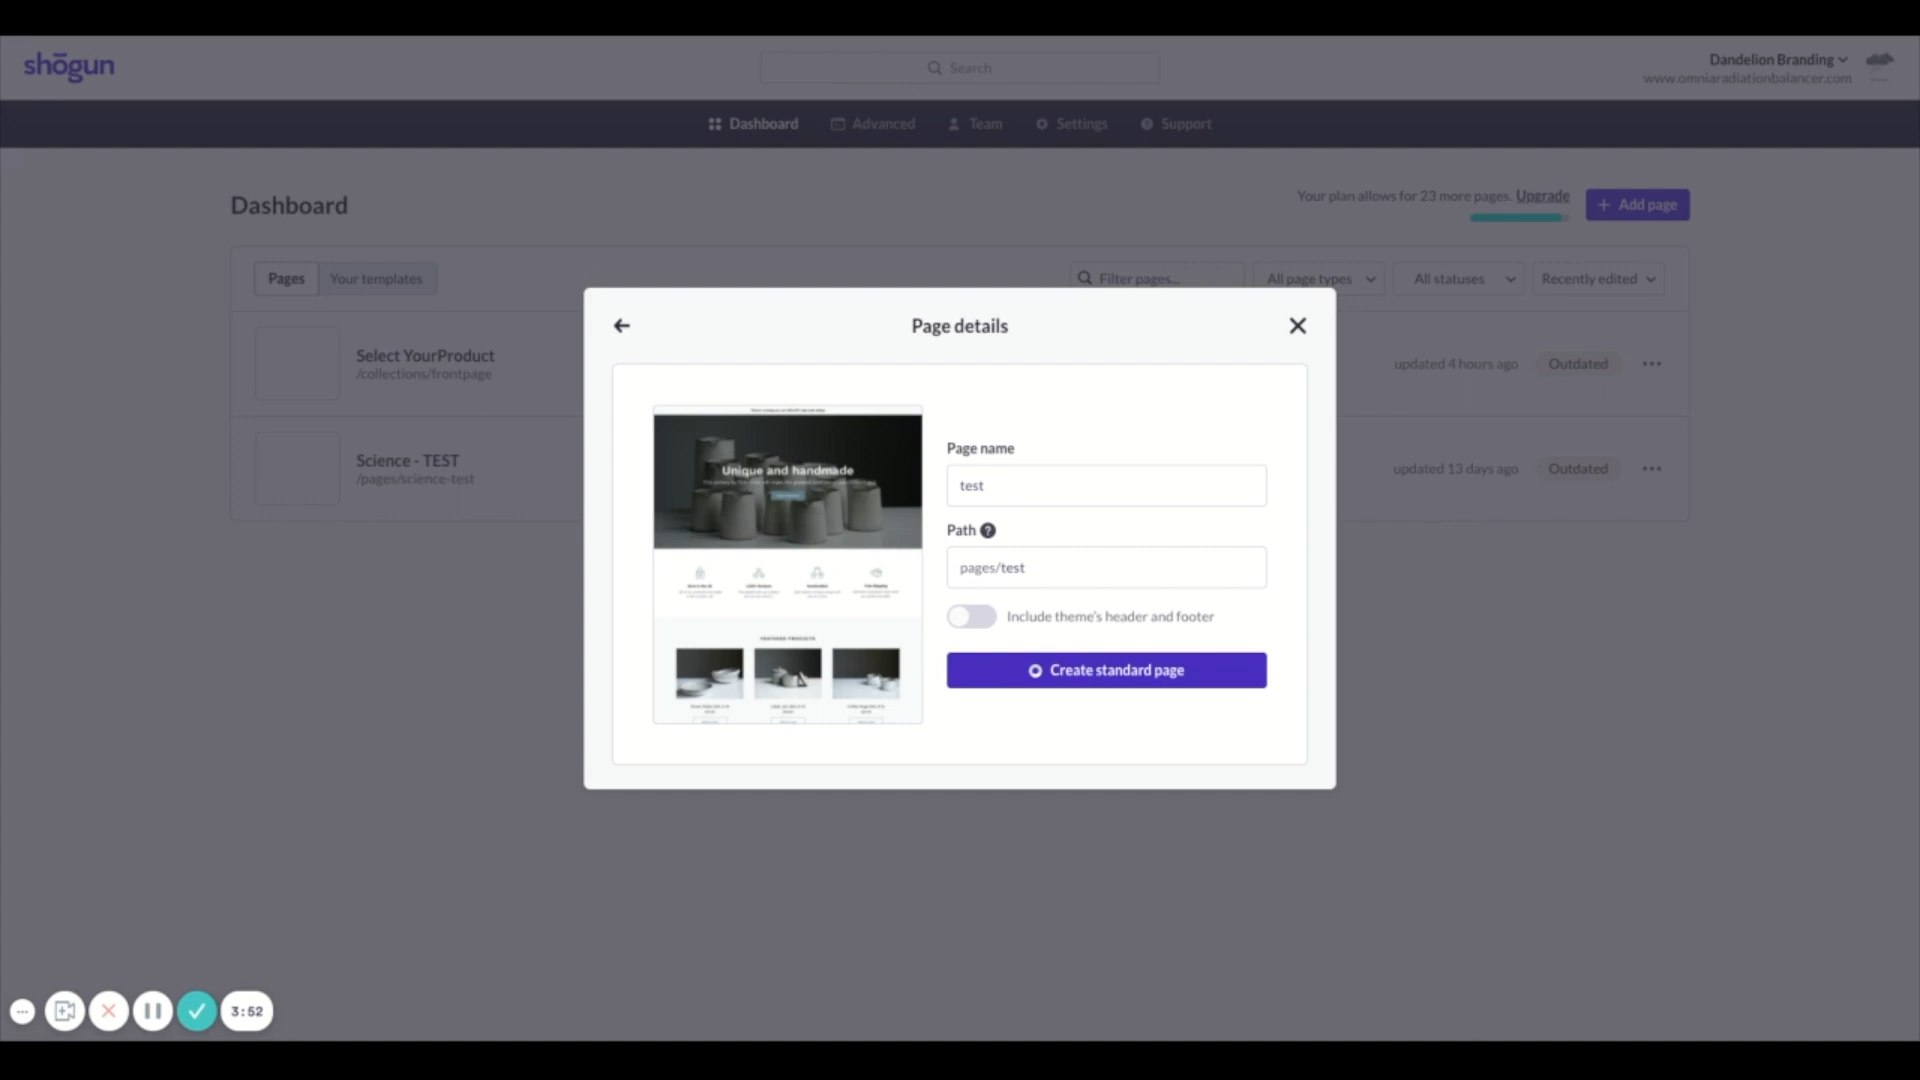 shōgun
Search
Dandelion Branding
www.omniaradiationbalancer.com
Dashboard
Advanced
Team
Settings
Support
Dashboard
Your plan allows for 23 more pages. Upgrade
+ Add page
Pages
Your templates
Filter pages...
All page types
All statuses
Recently edited
Select YourProduct
/collections/frontpage
updated 4 hours ago
Outdated
Science - TEST
/pages/science-test
updated 13 days ago
Outdated
Page details
Unique and handmade
FEATURED PRODUCTS
Page name
test
Path ?
pages/test
Include theme's header and footer
Create standard page
3:52